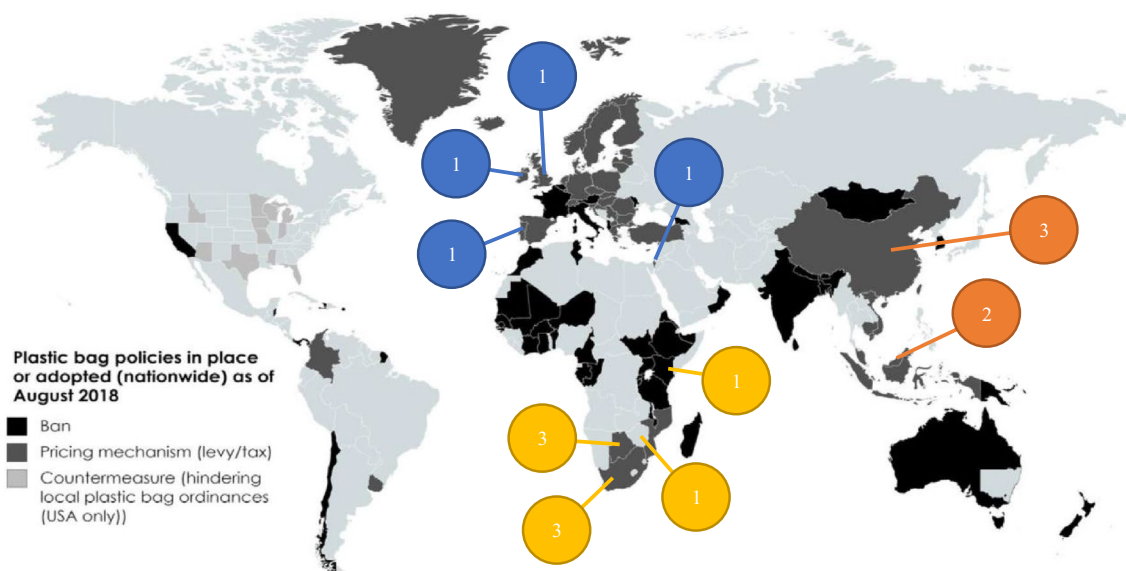 1
1
1
1
3
2
1
3
1
3
Plastic bag policies in place
or adopted (nationwide) as of
August 2018
Ban
Pricing mechanism (levy/tax)
Countermeasure (hindering
local plastic bag ordinances
(USA only))